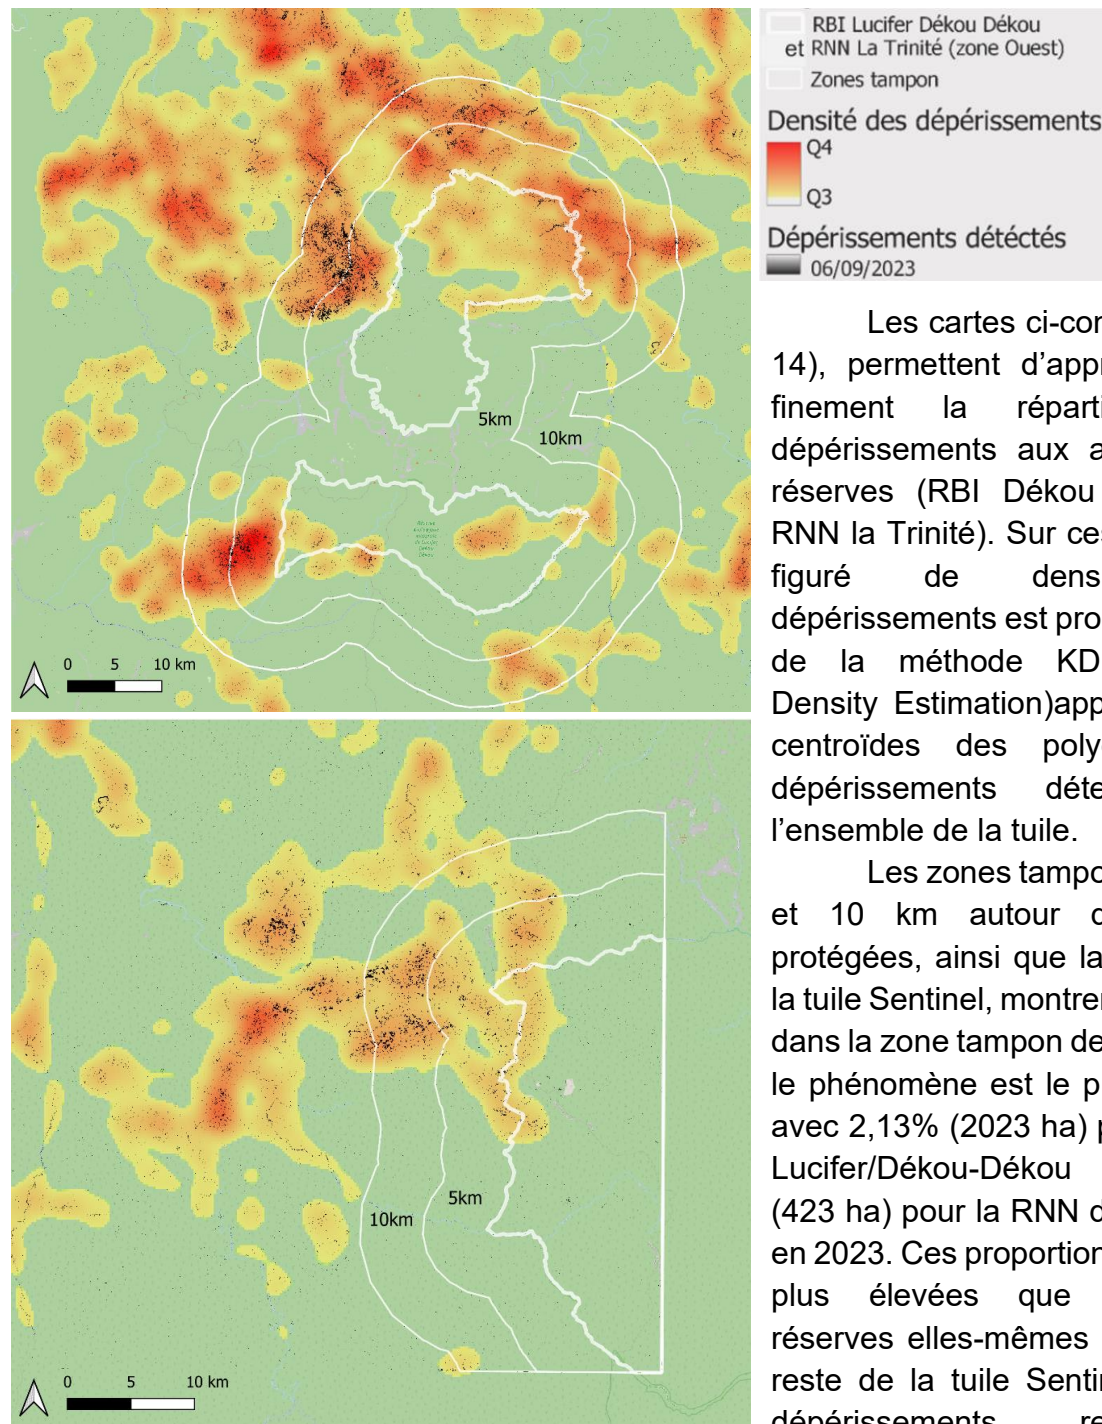 RBI Lucifer Dékou Dékou
et RNN La Trinité (zone Ouest)
Zones tampon
Densité des dépérissements
Q4
Q3
Dépérissements détéctés
06/09/2023
5km
10km
0 5 10 km
10km
5km
0 5 10 km
Les cartes ci-con
14), permettent d’appr
finement la réparti
dépérissements aux a
réserves (RBI Dékou
RNN la Trinité). Sur ces
figuré de dens
dépérissements est pro
de la méthode KD
Density Estimation)app
centroïdes des poly
dépérissements déte
l’ensemble de la tuile.
Les zones tampo
et 10 km autour d
protégées, ainsi que la
la tuile Sentinel, montrer
dans la zone tampon de
le phénomène est le p
avec 2,13% (2023 ha) p
Lucifer/Dékou-Dékou
(423 ha) pour la RNN d
en 2023. Ces proportion
plus élevées que
réserves elles-mêmes
reste de la tuile Sentin
dépérissements re